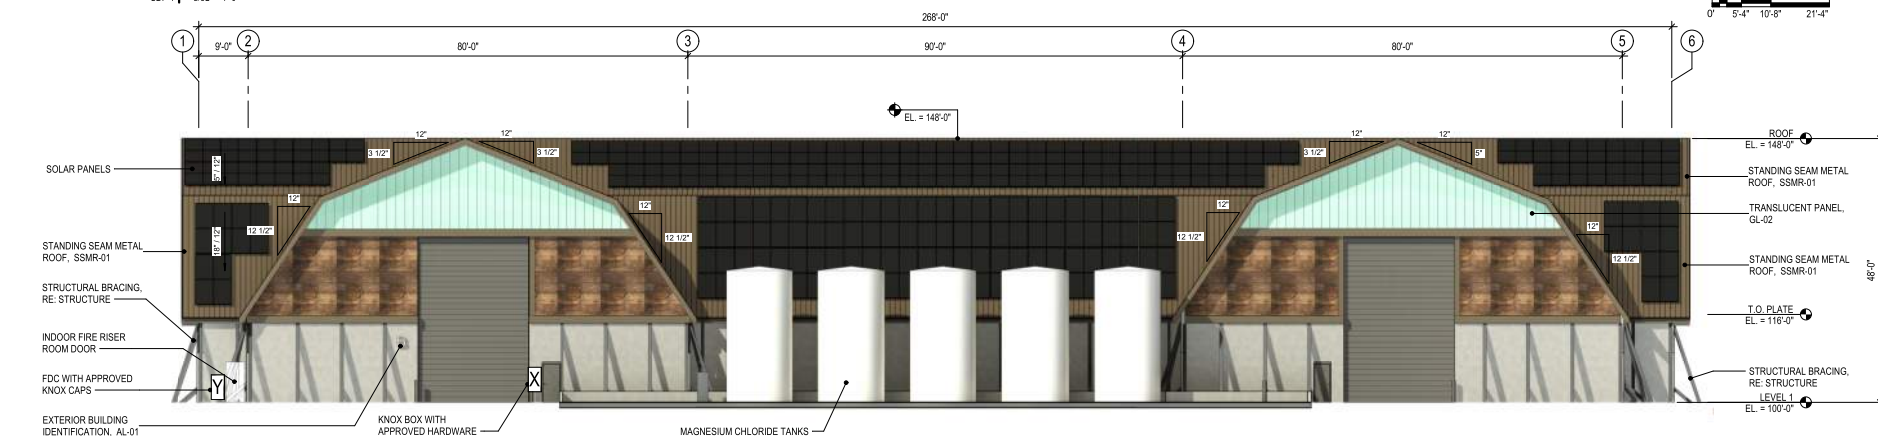 268'-0"
0' 5'-4" 10'-8" 21'-4"
1 9'-0" 2 80'-0" 3 90'-0" 4 80'-0" 5 6
EL. = 148'-0"
12" 12" 12" 12"
3 1/2" 3 1/2" 3 1/2" 5"
ROOF
EL. = 148'-0"
SOLAR PANELS
5" / 12"
STANDING SEAM METAL
ROOF, SSMR-01
12" 12" 12" 12"
TRANSLUCENT PANEL,
GL-02
12 1/2" 12 1/2" 12 1/2" 12 1/2"
18" / 12"
STANDING SEAM METAL
ROOF, SSMR-01
STANDING SEAM METAL
ROOF, SSMR-01
48'-0"
STRUCTURAL BRACING,
RE: STRUCTURE
T.O. PLATE
EL. = 116'-0"
INDOOR FIRE RISER
ROOM DOOR
FDC WITH APPROVED
KNOX CAPS
Y
X
STRUCTURAL BRACING,
RE: STRUCTURE
LEVEL 1
EL. = 100'-0"
EXTERIOR BUILDING
IDENTIFICATION, AL-01
KNOX BOX WITH
APPROVED HARDWARE
MAGNESIUM CHLORIDE TANKS